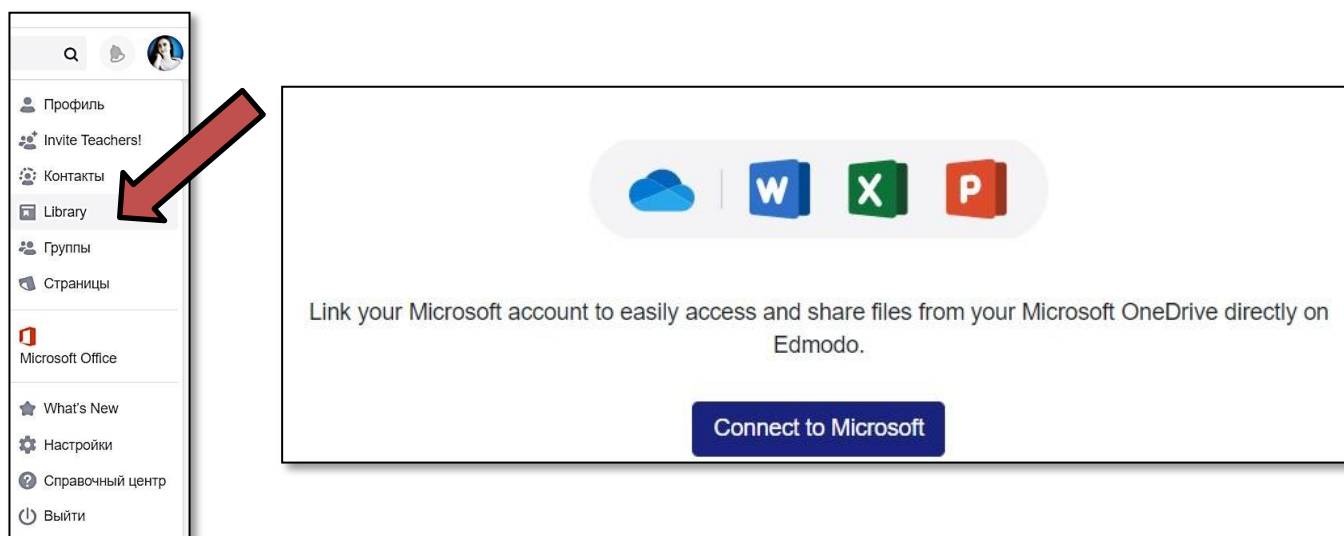 Профиль
Invite Teachers!
Контакты
Library
Группы
Страницы
Microsoft Office
What's New
Настройки
Справочный центр
Выйти
W X P
Link your Microsoft account to easily access and share files from your Microsoft OneDrive directly on
Edmodo.
Connect to Microsoft